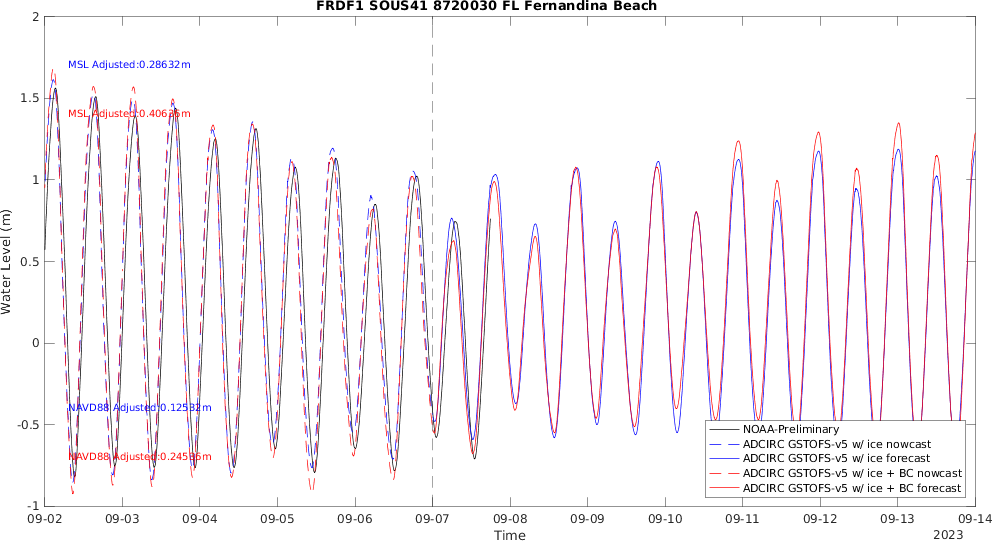 FRDF1 SOUS41 8720030 FL Fernandina Beach
Water Level (m)
2
1.5
1
0.5
0
-0.5
-1
MSL Adjusted:0.28632m
MSL Adjusted:
NAVD88 Adjusted:0.12532m
NAVD88 Adjusted:
NOAA-Preliminary
ADCIRC GSTOFS-v5 w/ ice nowcast
ADCIRC GSTOFS-v5 w/ ice forecast
ADCIRC GSTOFS-v5 w/ ice + BC nowcast
ADCIRC GSTOFS-v5 w/ ice + BC forecast
09-02 09-03 09-04 09-05 09-06 09-07 09-08 09-09 09-10 09-11 09-12 09-13 09-14
Time
2023